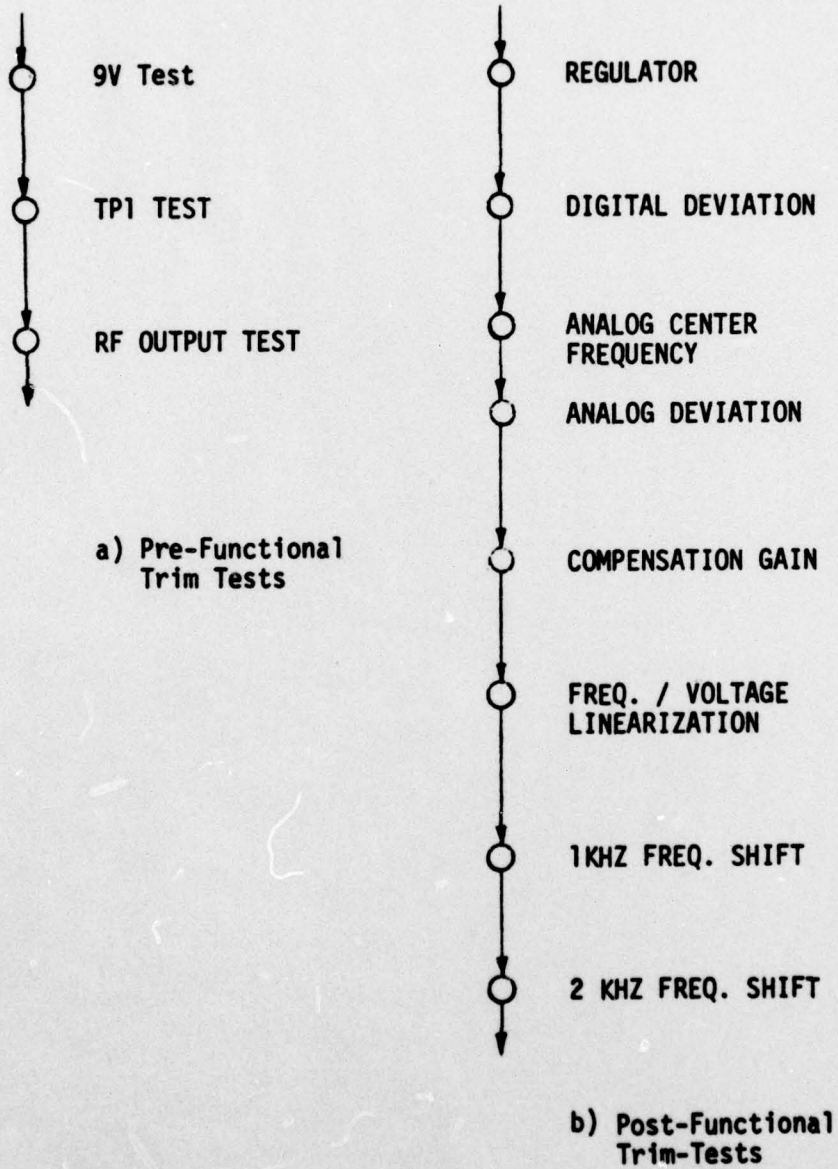 9V Test
TP1 TEST
RF OUTPUT TEST
a) Pre-Functional
Trim Tests
REGULATOR
DIGITAL DEVIATION
ANALOG CENTER
FREQUENCY
ANALOG DEVIATION
COMPENSATION GAIN
FREQ. / VOLTAGE
LINEARIZATION
1KHZ FREQ. SHIFT
2 KHZ FREQ. SHIFT
b) Post-Functional
Trim-Tests